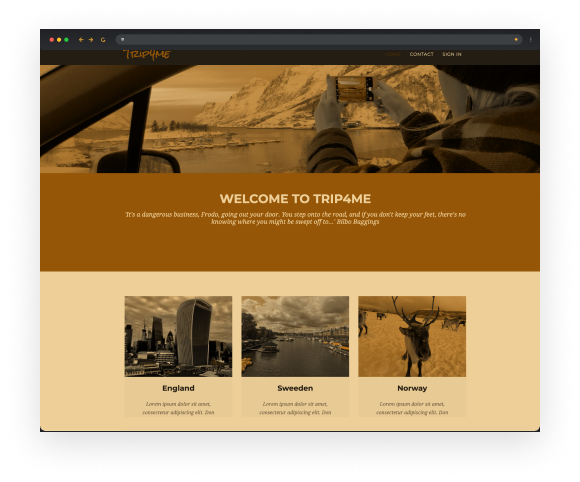 Trip4Me
HOME CONTACT SIGN IN
WELCOME TO TRIP4ME
'It's a dangerous business, Frodo, going out your door. You step onto the road, and if you don't keep your feet, there's no
knowing where you might be swept off to...' Bilbo Baggings
England Sweeden Norway
Lorem ipsum dolor sit amet, Lorem ipsum dolor sit amet, Lorem ipsum dolor sit amet,
consectetur adipiscing elit. Don consectetur adipiscing elit. Don consectetur adipiscing elit. Don